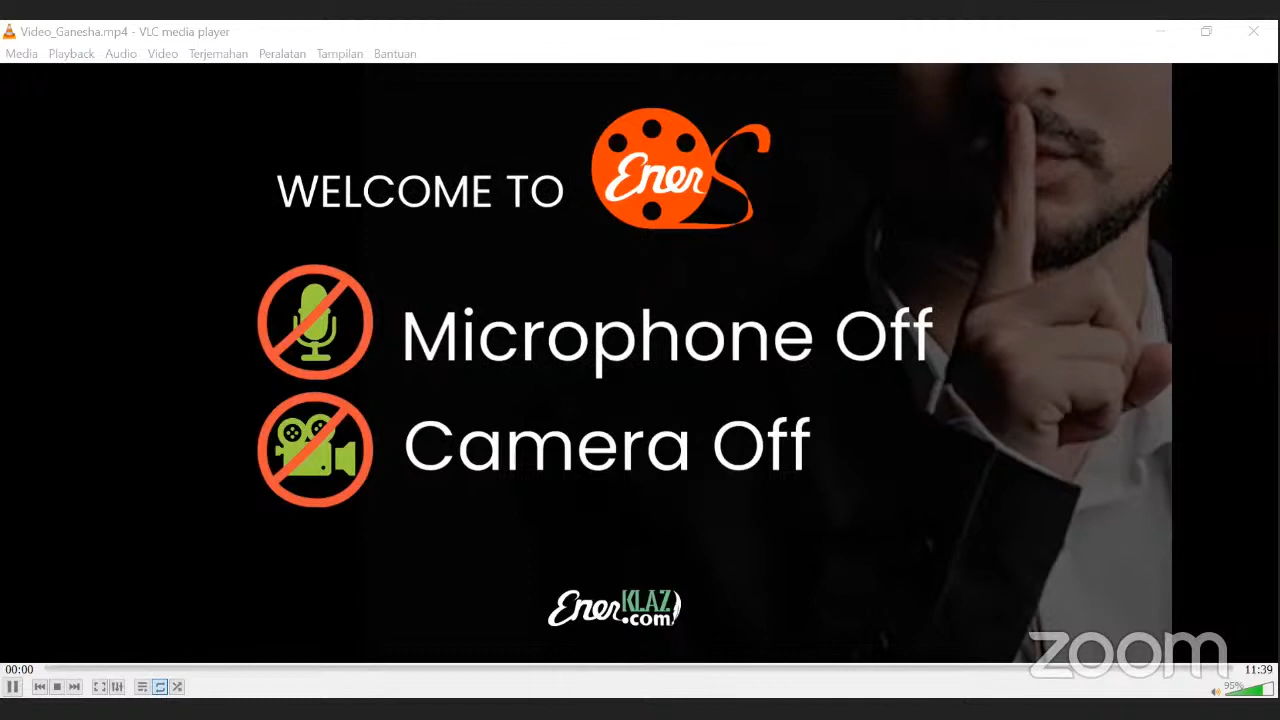 Video_Ganesha.mp4 - VLC media player
Media Playback Audio Video Terjemahan Peralatan Tampilan Bantuan
WELCOME TO Ener
Microphone Off
Camera Off
EnerKLAZ
.com
zoom
00:00 11:39
95%